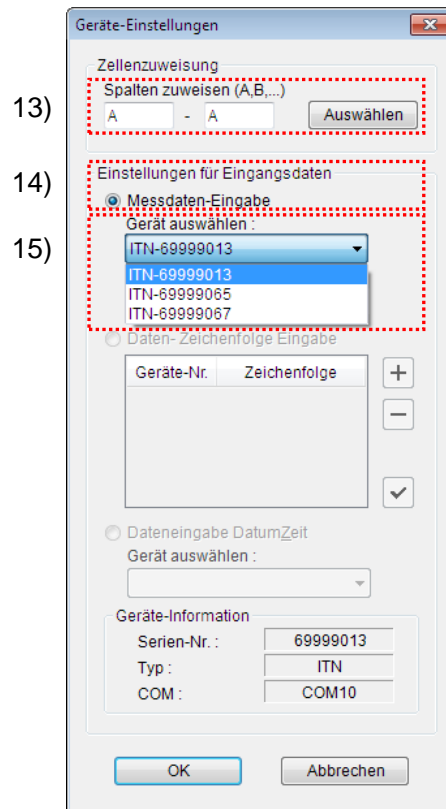 Geräte-Einstellungen
Zellenzuweisung
13)
Spalten zuweisen (A,B,...)
A - A Auswählen
14)
Einstellungen für Eingangsdaten
Messdaten-Eingabe
15)
Gerät auswählen :
ITN-69999013
ITN-69999013
ITN-69999065
ITN-69999067
Daten- Zeichenfolge Eingabe
Geräte-Nr. Zeichenfolge
Dateneingabe DatumZeit
Gerät auswählen :
Geräte-Information
Serien-Nr. : 69999013
Typ : ITN
COM : COM10
OK Abbrechen